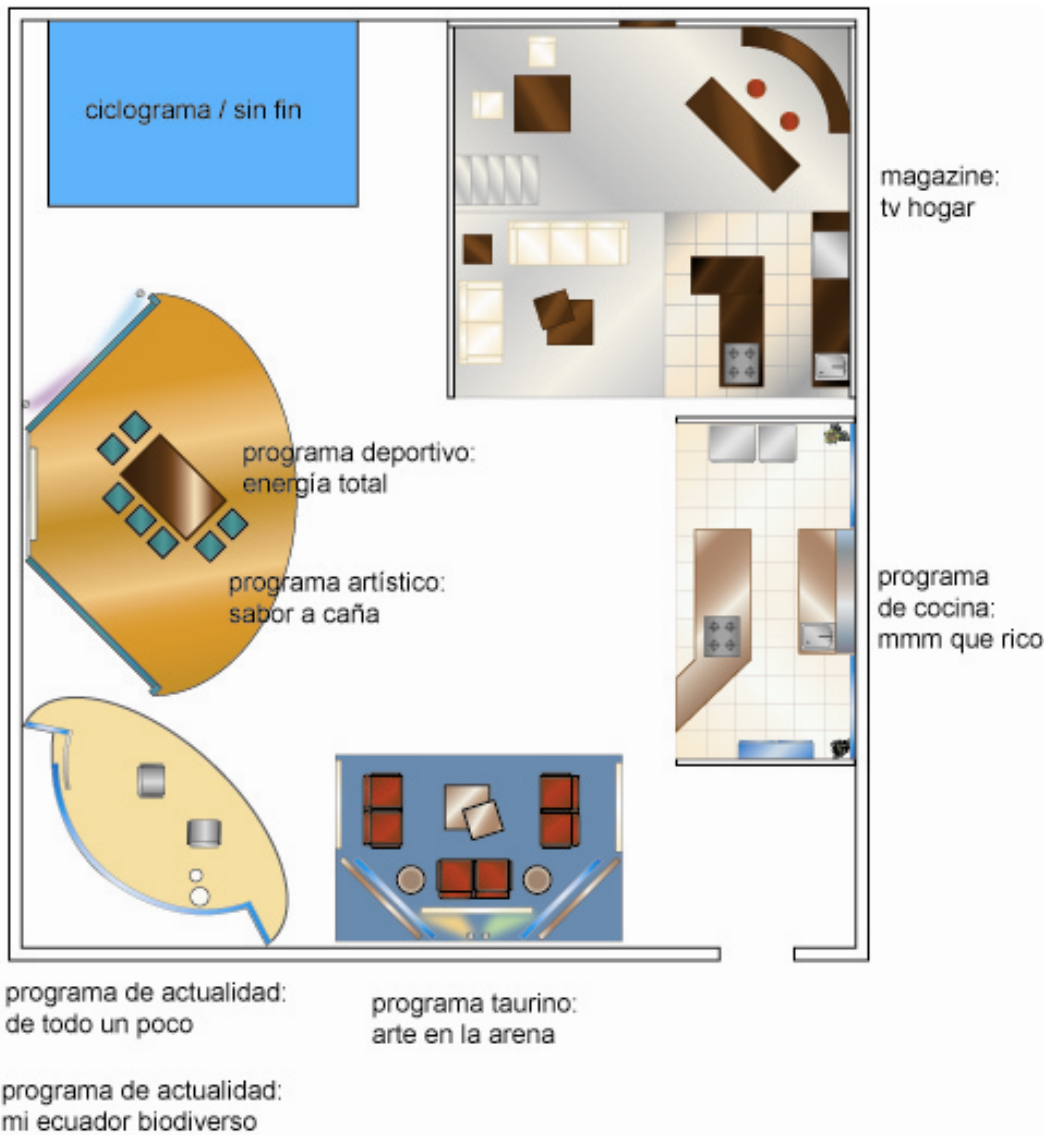 ciclograma / sin fin
magazine:
tv hogar
programa deportivo:
energía total
programa artístico:
sabor a caña
programa
de cocina:
mmm que rico
programa de actualidad:
de todo un poco
programa taurino:
arte en la arena
programa de actualidad:
mi ecuador biodiverso